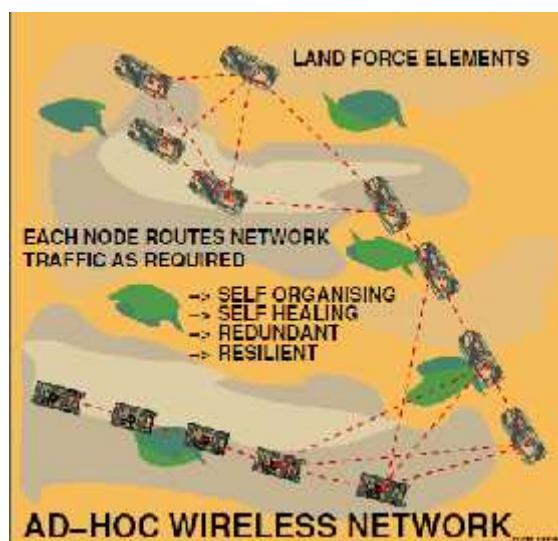 LAND FORCE ELEMENTS
EACH NODE ROUTES NETWORK
TRAFFIC AS REQUIRED
–> SELF ORGANISING
–> SELF HEALING
–> REDUNDANT
–> RESILIENT
AD–HOC WIRELESS NETWORK